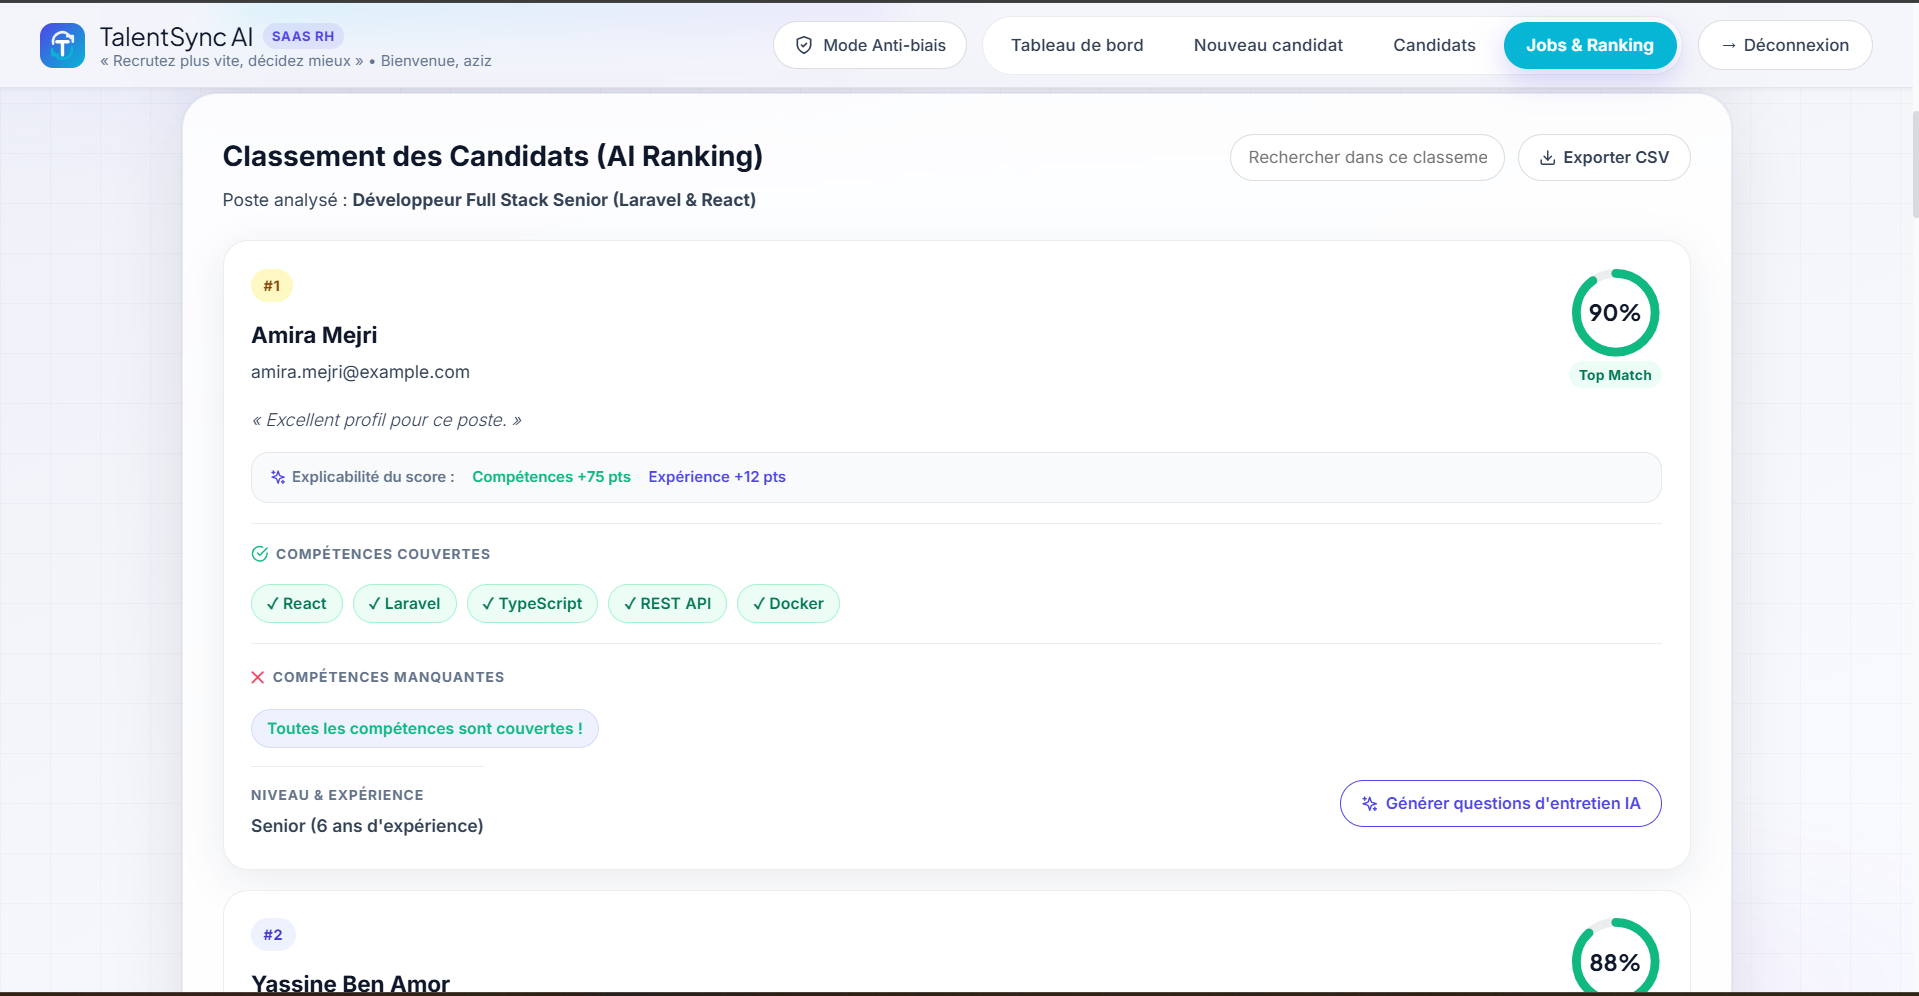 TalentSync AI SAAS RH
« Recrutez plus vite, décidez mieux » • Bienvenue, aziz
Mode Anti-biais
Tableau de bord
Nouveau candidat
Candidats
Jobs & Ranking
→ Déconnexion
Classement des Candidats (AI Ranking)
Rechercher dans ce classeme
Exporter CSV
Poste analysé : Développeur Full Stack Senior (Laravel & React)
#1
90%
Top Match
Amira Mejri
amira.mejri@example.com
« Excellent profil pour ce poste. »
Explicabilité du score : Compétences +75 pts Expérience +12 pts
COMPÉTENCES COUVERTES
✓ React ✓ Laravel ✓ TypeScript ✓ REST API ✓ Docker
COMPÉTENCES MANQUANTES
Toutes les compétences sont couvertes !
NIVEAU & EXPÉRIENCE
Senior (6 ans d'expérience)
Générer questions d'entretien IA
#2
88%
Yassine Ben Amor